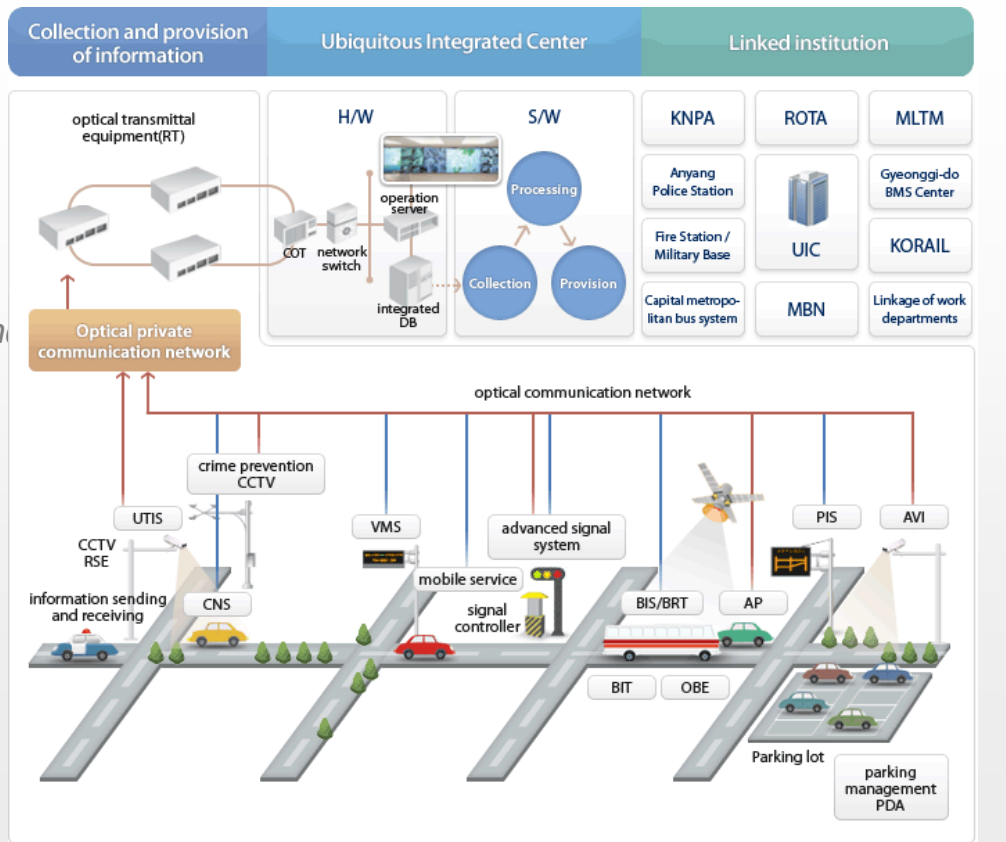 Collection and provision
of information
Ubiquitous Integrated Center
Linked institution
optical transmittal
equipment(RT)
COT
network
switch
H/W
operation
server
integrated
DB
S/W
Processing
Collection
Provision
KNPA
ROTA
MLTM
Anyang
Police Station
UIC
Gyeonggi-do
BMS Center
Fire Station /
Military Base
KORAIL
Capital metropo-
litan bus system
MBN
Linkage of work
departments
Optical private
communication network
optical communication network
crime prevention
CCTV
UTIS
CCTV
RSE
information sending
and receiving
CNS
VMS
mobile service
advanced signal
system
signal
controller
BIS/BRT
AP
BIT
OBE
PIS
AVI
Parking lot
parking
management
PDA